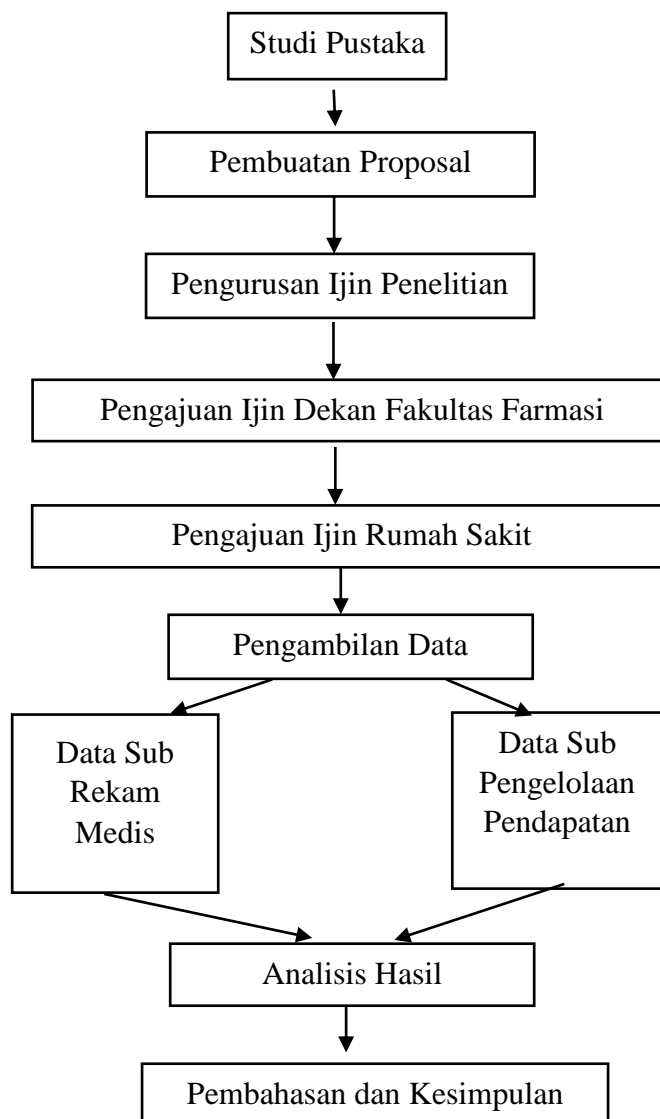 Studi Pustaka
Pembuatan Proposal
Pengurusan Ijin Penelitian
Pengajuan Ijin Dekan Fakultas Farmasi
Pengajuan Ijin Rumah Sakit
Pengambilan Data
Data Sub
Rekam
Medis
Data Sub
Pengelolaan
Pendapatan
Analisis Hasil
Pembahasan dan Kesimpulan